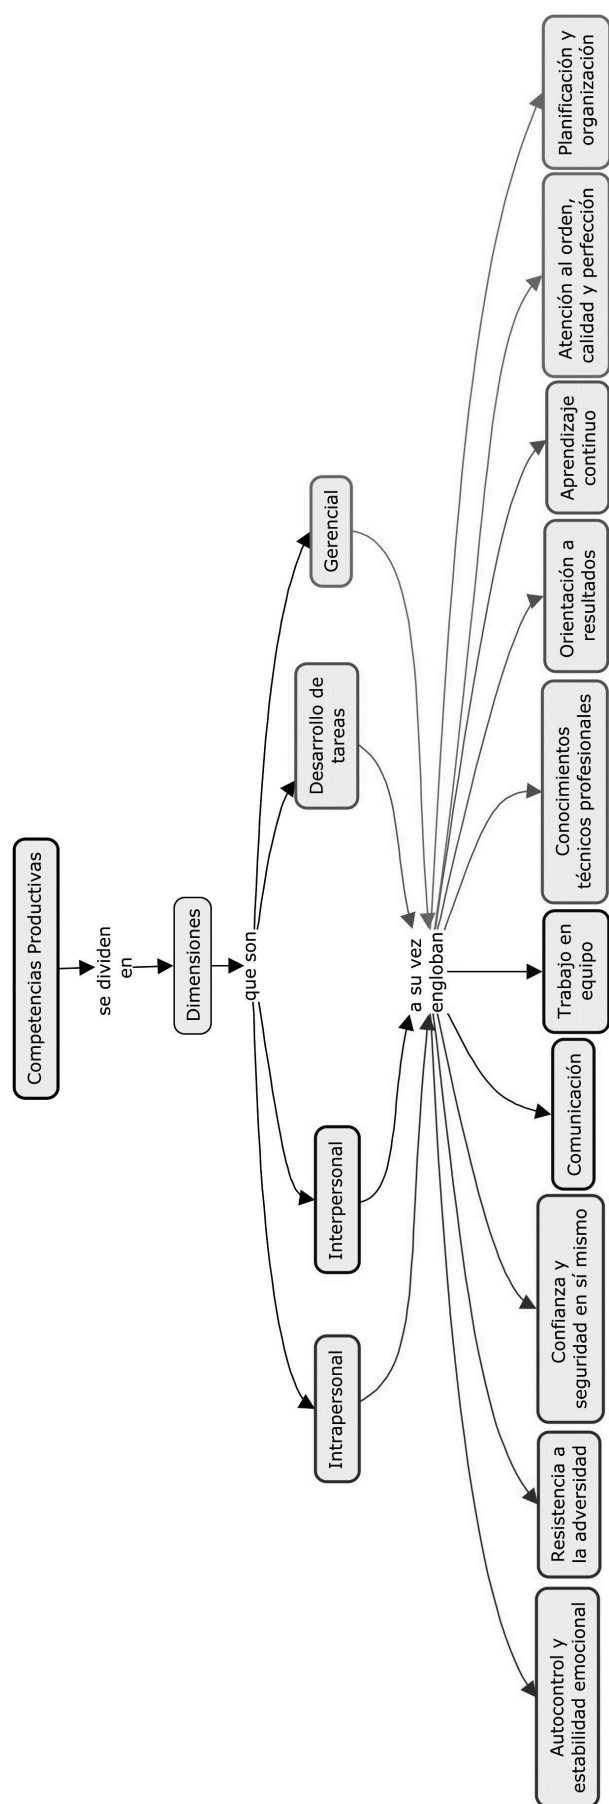 Competencias Productivas
se dividen
en
Dimensiones
que son
Intrapersonal
Interpersonal
Desarrollo de
tareas
Gerencial
a su vez
engloban
Autocontrol y
estabilidad emocional
Resistencia a
la adversidad
Confianza y
seguridad en sí mismo
Comunicación
Trabajo en
equipo
Conocimientos
técnicos profesionales
Orientación a
resultados
Aprendizaje
continuo
Atención al orden,
calidad y perfección
Planificación y
organización